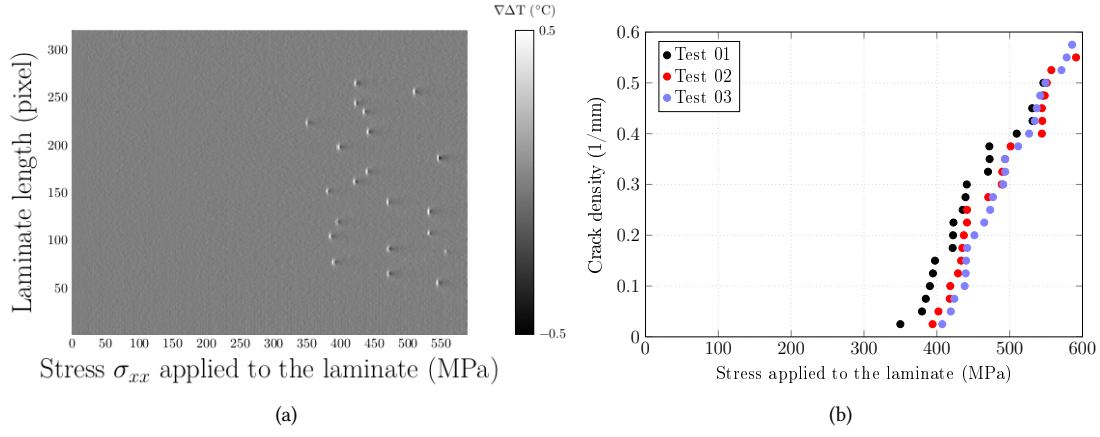 ∇ΔT (°C)
0.5
−0.5
Laminate length (pixel)
300
250
200
150
100
50
0 50 100 150 200 250 300 350 400 450 500 550
Stress σxx applied to the laminate (MPa)
(a)
Crack density (1/mm)
0.6
0.5
0.4
0.3
0.2
0.1
0
Test 01
Test 02
Test 03
0 100 200 300 400 500 600
Stress applied to the laminate (MPa)
(b)